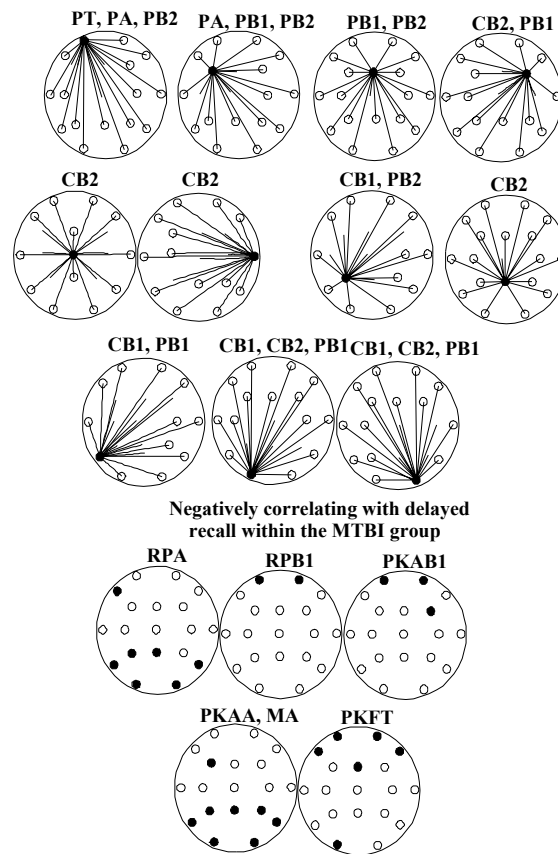 PT, PA, PB2
PA, PB1, PB2
PB1, PB2
CB2, PB1
CB2
CB2
CB1, PB2
CB2
CB1, PB1
CB1, CB2, PB1
CB1, CB2, PB1
Negatively correlating with delayed
recall within the MTBI group
RPA
RPB1
PKAB1
PKAA, MA
PKFT